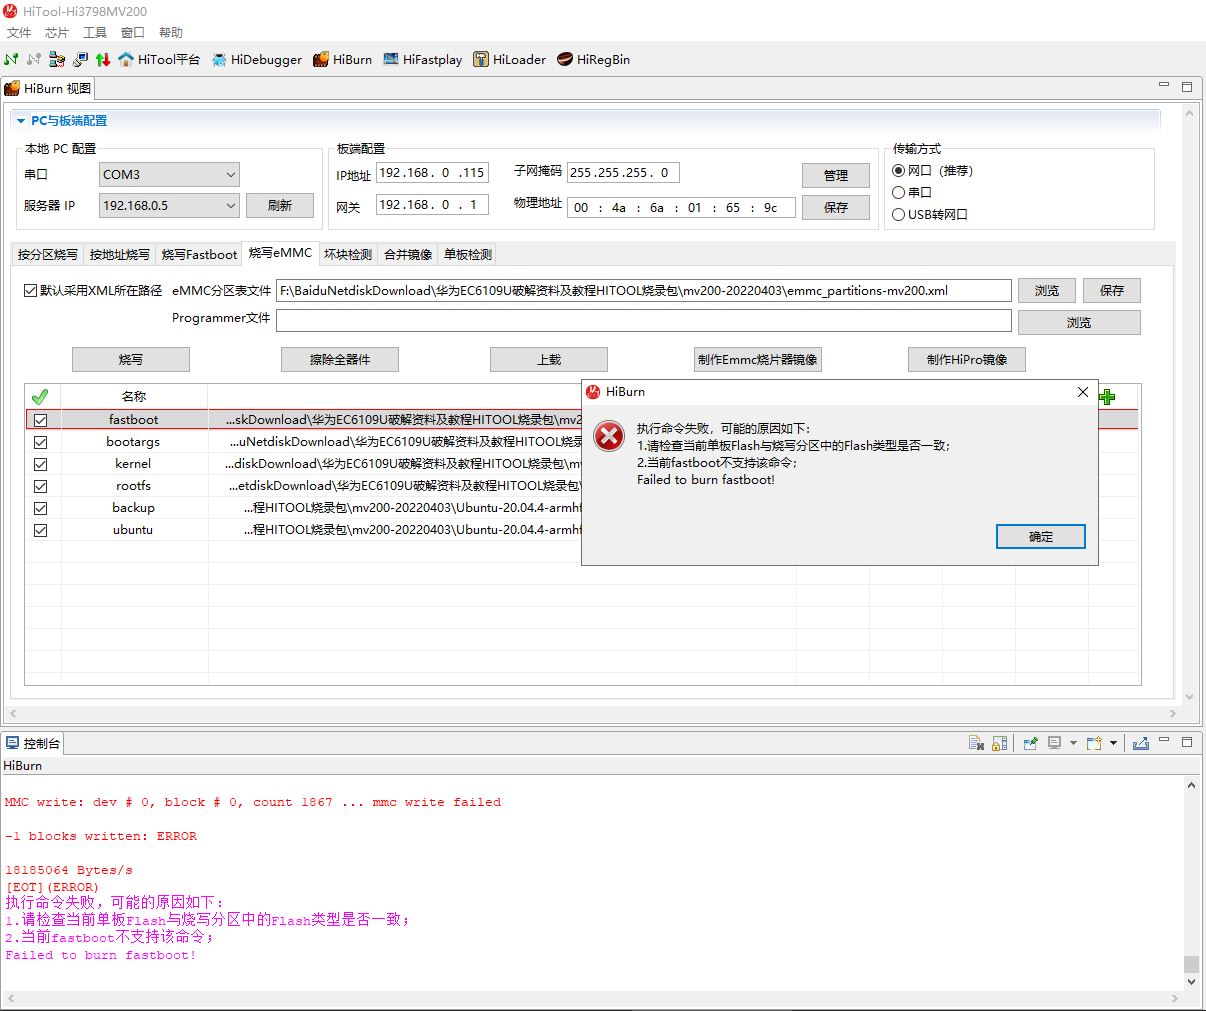 HiTool-Hi3798MV200
文件 芯片 工具 窗口 帮助
HiTool平台 HiDebugger HiBurn HiFastplay HiLoader HiRegBin
HiBurn 视图
PC与板端配置
本地 PC 配置 板端配置 传输方式
串口 COM3 IP地址 192.168. 0 .115 子网掩码 255.255.255. 0 管理 网口（推荐）
串口
服务器 IP 192.168.0.5 刷新 网关 192.168. 0 . 1 物理地址 00 : 4a : 6a : 01 : 65 : 9c 保存 USB转网口
按分区烧写 按地址烧写 烧写Fastboot 烧写eMMC 坏块检测 合并镜像 单板检测
默认采用XML所在路径 eMMC分区表文件 F:\BaiduNetdiskDownload\华为EC6109U破解资料及教程HITOOL烧录包\mv200-20220403\emmc_partitions-mv200.xml 浏览 保存
Programmer文件 浏览
烧写 擦除全器件 上载 制作Emmc烧片器镜像 制作HiPro镜像
名称
fastboot ...skDownload\华为EC6109U破解资料及教程HITOOL烧录包\mv2
bootargs ...uNetdiskDownload\华为EC6109U破解资料及教程HITOOL烧录
kernel ...diskDownload\华为EC6109U破解资料及教程HITOOL烧录包\m
rootfs ...etdiskDownload\华为EC6109U破解资料及教程HITOOL烧录包\
backup ...程HITOOL烧录包\mv200-20220403\Ubuntu-20.04.4-armhf
ubuntu ...程HITOOL烧录包\mv200-20220403\Ubuntu-20.04.4-armhf
HiBurn
执行命令失败，可能的原因如下：
1.请检查当前单板Flash与烧写分区中的Flash类型是否一致；
2.当前fastboot不支持该命令；
Failed to burn fastboot!
确定
控制台
HiBurn
MMC write: dev # 0, block # 0, count 1867 ... mmc write failed
-1 blocks written: ERROR
18185064 Bytes/s
[EOT](ERROR)
执行命令失败，可能的原因如下：
1.请检查当前单板Flash与烧写分区中的Flash类型是否一致；
2.当前fastboot不支持该命令；
Failed to burn fastboot!